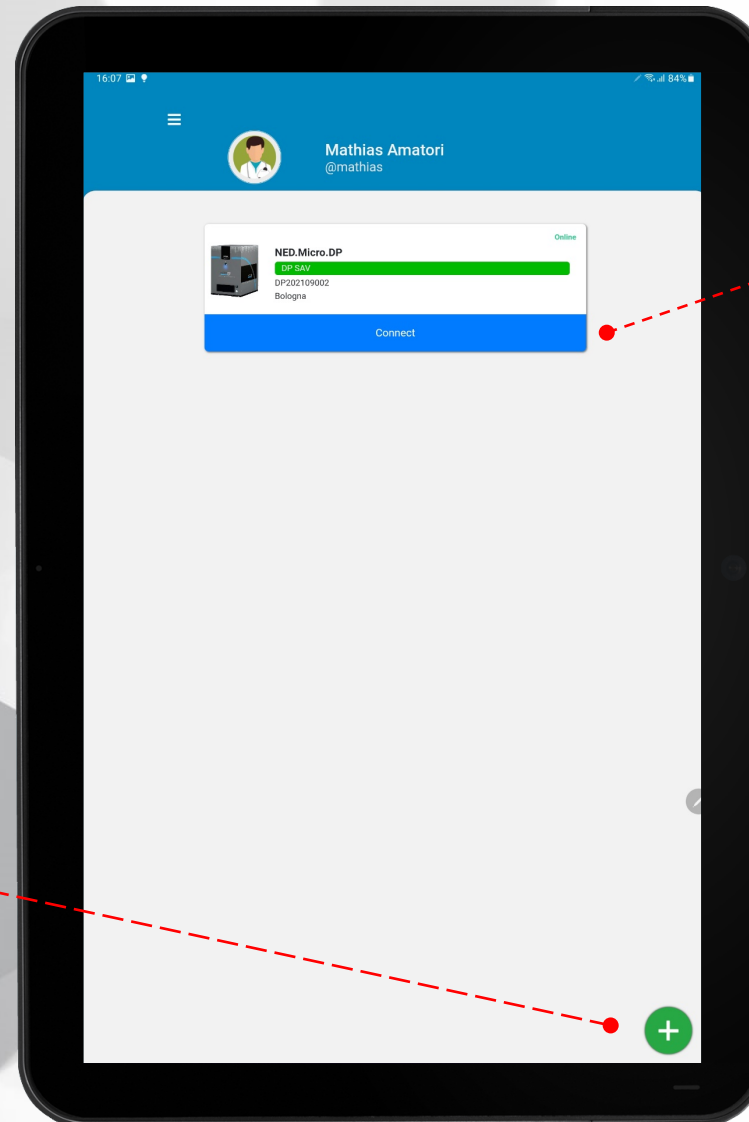 16:07
84%
Mathias Amatori
@mathias
Online
NED.Micro.DP
DP SAV
DP202109002
Bologna
Connect